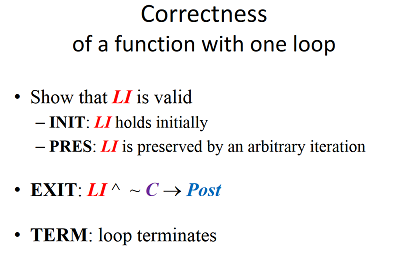 Correctness
of a function with one loop
• Show that LI is valid
– INIT: LI holds initially
– PRES: LI is preserved by an arbitrary iteration
• EXIT: LI ^ ~ C → Post
• TERM: loop terminates